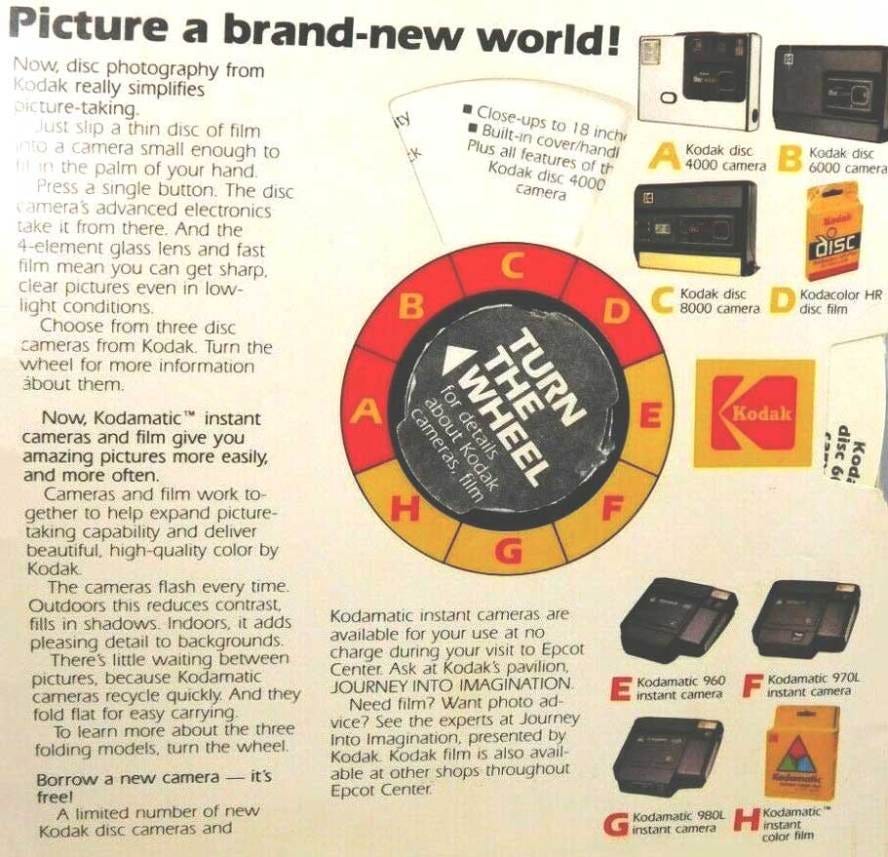 Picture a brand-new world!
Now, disc photography from
Kodak really simplifies
picture-taking.
Just slip a thin disc of film
into a camera small enough to
fit in the palm of your hand.
Press a single button. The disc
camera's advanced electronics
take it from there. And the
4-element glass lens and fast
film mean you can get sharp,
clear pictures even in low-
light conditions.
Choose from three disc
cameras from Kodak. Turn the
wheel for more information
about them.
Now, Kodamatic™ instant
cameras and film give you
amazing pictures more easily,
and more often.
Cameras and film work to-
gether to help expand picture-
taking capability and deliver
beautiful, high-quality color by
Kodak.
The cameras flash every time.
Outdoors this reduces contrast,
fills in shadows. Indoors, it adds
pleasing detail to backgrounds.
There's little waiting between
pictures, because Kodamatic
cameras recycle quickly. And they
fold flat for easy carrying.
To learn more about the three
folding models, turn the wheel.
Borrow a new camera — it's
free!
A limited number of new
Kodak disc cameras and
Kodamatic instant cameras are
available for your use at no
charge during your visit to Epcot
Center. Ask at Kodak's pavilion,
JOURNEY INTO IMAGINATION.
Need film? Want photo ad-
vice? See the experts at Journey
Into Imagination, presented by
Kodak. Kodak film is also avail-
able at other shops throughout
Epcot Center.
ity
ck
■ Close-ups to 18 inch
■ Built-in cover/handl
Plus all features of th
Kodak disc 4000
camera
A
B
C
D
E
F
G
H
TURN
THE
WHEEL
for details
about Kodak
cameras, film
A Kodak disc
4000 camera
B Kodak disc
6000 camera
C Kodak disc
8000 camera
Kodak
disc
D Kodacolor HR
disc film
Kodak
Koda
disc 6
E Kodamatic 960
instant camera
F Kodamatic 970L
instant camera
G Kodamatic 980L
instant camera
Kodamatic
H Kodamatic™
instant
color film